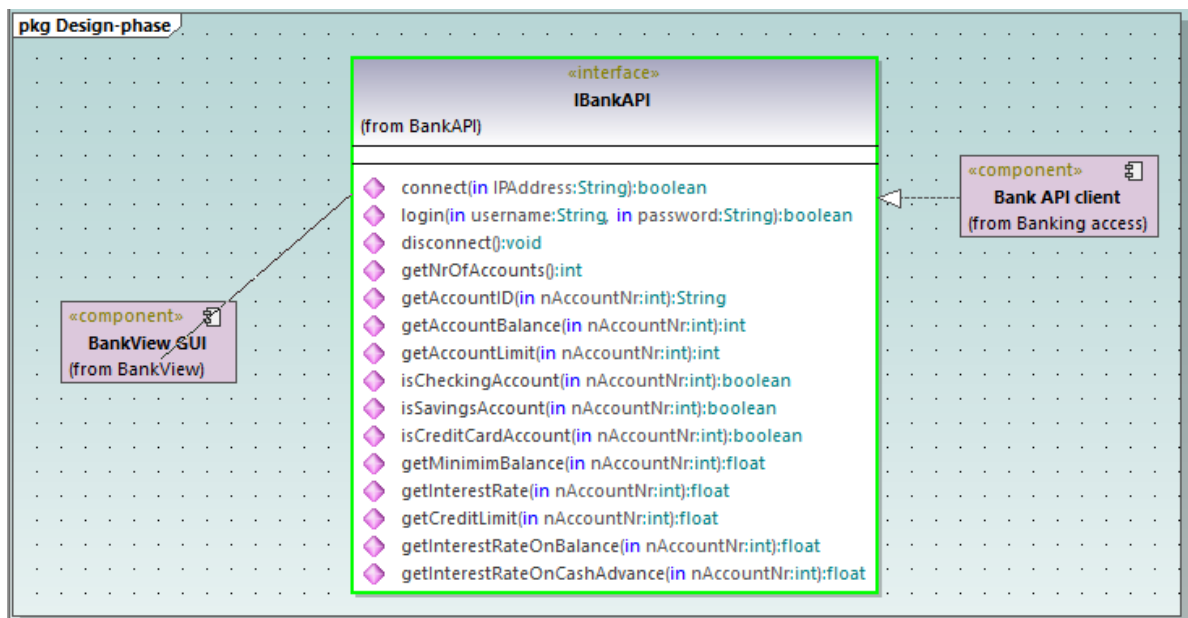 pkg Design-phase
«interface»
IBankAPI
(from BankAPI)
connect(in IPAddress:String):boolean
login(in username:String, in password:String):boolean
disconnect():void
getNrOfAccounts():int
getAccountID(in nAccountNr:int):String
getAccountBalance(in nAccountNr:int):int
getAccountLimit(in nAccountNr:int):int
isCheckingAccount(in nAccountNr:int):boolean
isSavingsAccount(in nAccountNr:int):boolean
isCreditCardAccount(in nAccountNr:int):boolean
getMinimimBalance(in nAccountNr:int):float
getInterestRate(in nAccountNr:int):float
getCreditLimit(in nAccountNr:int):float
getInterestRateOnBalance(in nAccountNr:int):float
getInterestRateOnCashAdvance(in nAccountNr:int):float
«component»
BankView GUI
(from BankView)
«component»
Bank API client
(from Banking access)